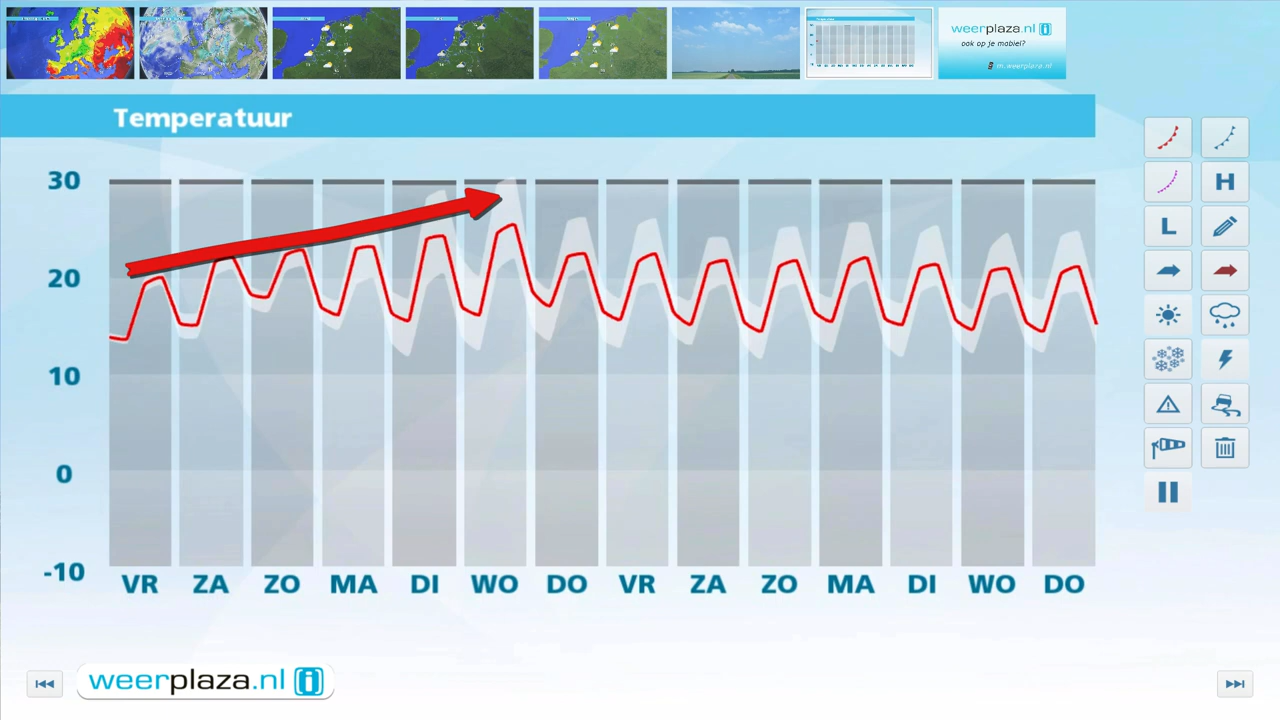 weerplaza.nl
ook op je mobiel?
m.weerplaza.nl
Temperatuur
30
20
10
0
-10
H
L
VR ZA ZO MA DI WO DO VR ZA ZO MA DI WO DO
weerplaza.nl